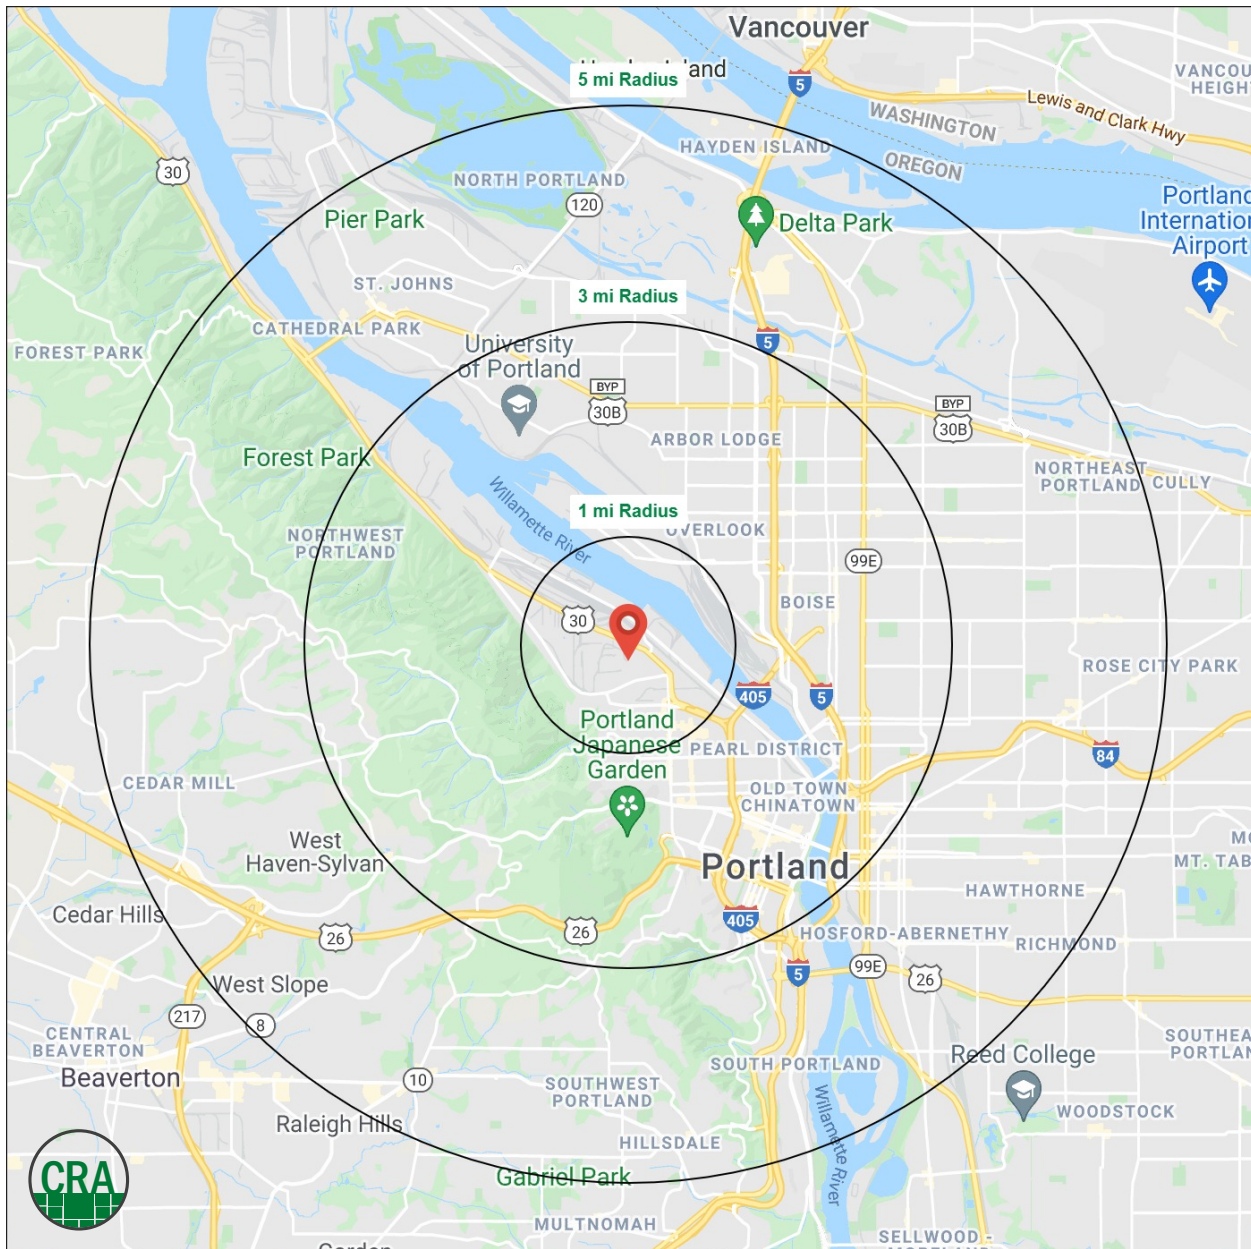 Vancouver
5 mi Radius
5
VANCOU
HEIGH
Lewis and Clark Hwy
WASHINGTON
OREGON
HAYDEN ISLAND
30
NORTH PORTLAND
120
Pier Park
Delta Park
Portland
Internationa
Airport
ST. JOHNS
3 mi Radius
CATHEDRAL PARK
5
FOREST PARK
University
of Portland
BYP
30B
BYP
30B
ARBOR LODGE
Forest Park
NORTHEAST
PORTLAND
CULLY
Willamette River
1 mi Radius
OVERLOOK
NORTHWEST
PORTLAND
99E
BOISE
30
ROSE CITY PARK
405
5
Portland
Japanese
Garden
PEARL DISTRICT
84
CEDAR MILL
OLD TOWN
CHINATOWN
West
Haven-Sylvan
Portland
MT. TAB
HAWTHORNE
Cedar Hills
405
26
26
HOSFORD-ABERNETHY
RICHMOND
5
99E
26
West Slope
217
8
CENTRAL
BEAVERTON
SOUTHEA
PORTLAN
Reed College
SOUTH PORTLAND
Beaverton
10
SOUTHWEST
PORTLAND
Willamette River
WOODSTOCK
Raleigh Hills
HILLSDALE
CRA
Gabriel Park
MULTNOMAH
SELLWOOD -